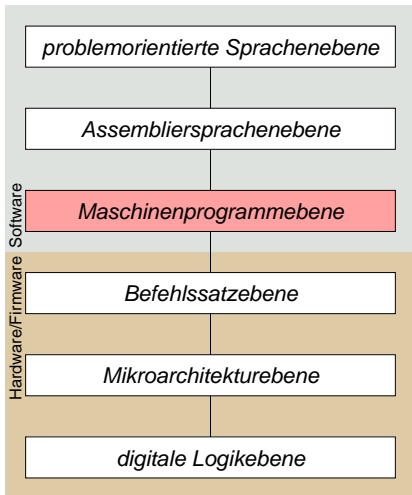 problemorientierte Sprachenebene
Assembliersprachenebene
Maschinenprogrammebene
Software
Hardware/Firmware
Befehlssatzebene
Mikroarchitekturebene
digitale Logikebene